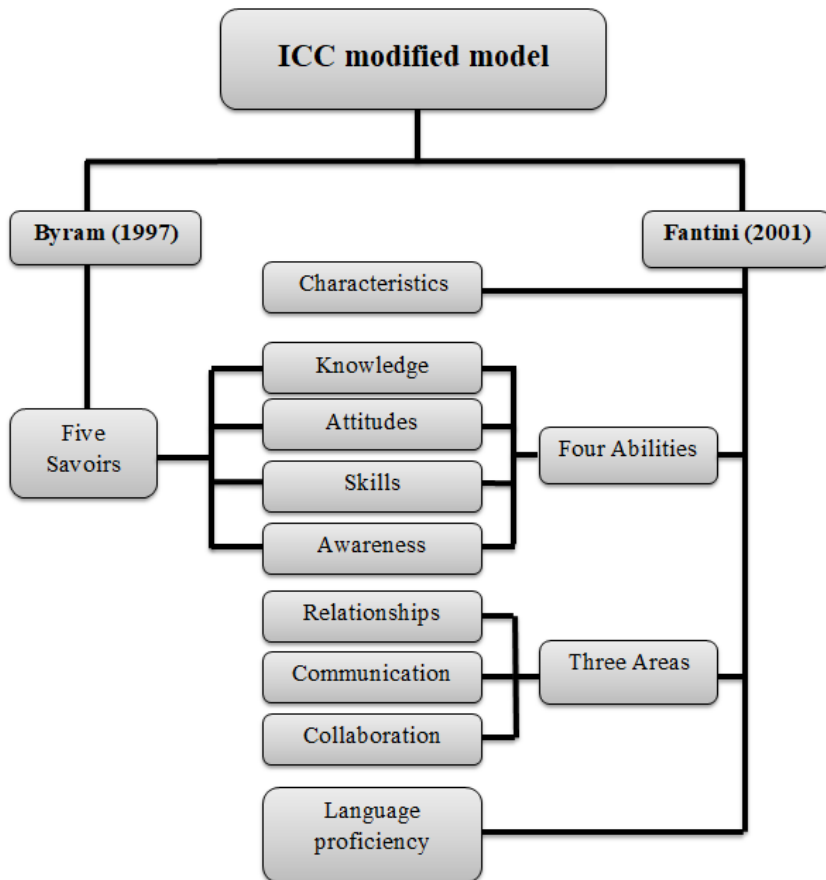 ICC modified model
Byram (1997)
Fantini (2001)
Characteristics
Knowledge
Attitudes
Five
Savoirs
Four Abilities
Skills
Awareness
Relationships
Communication
Three Areas
Collaboration
Language
proficiency